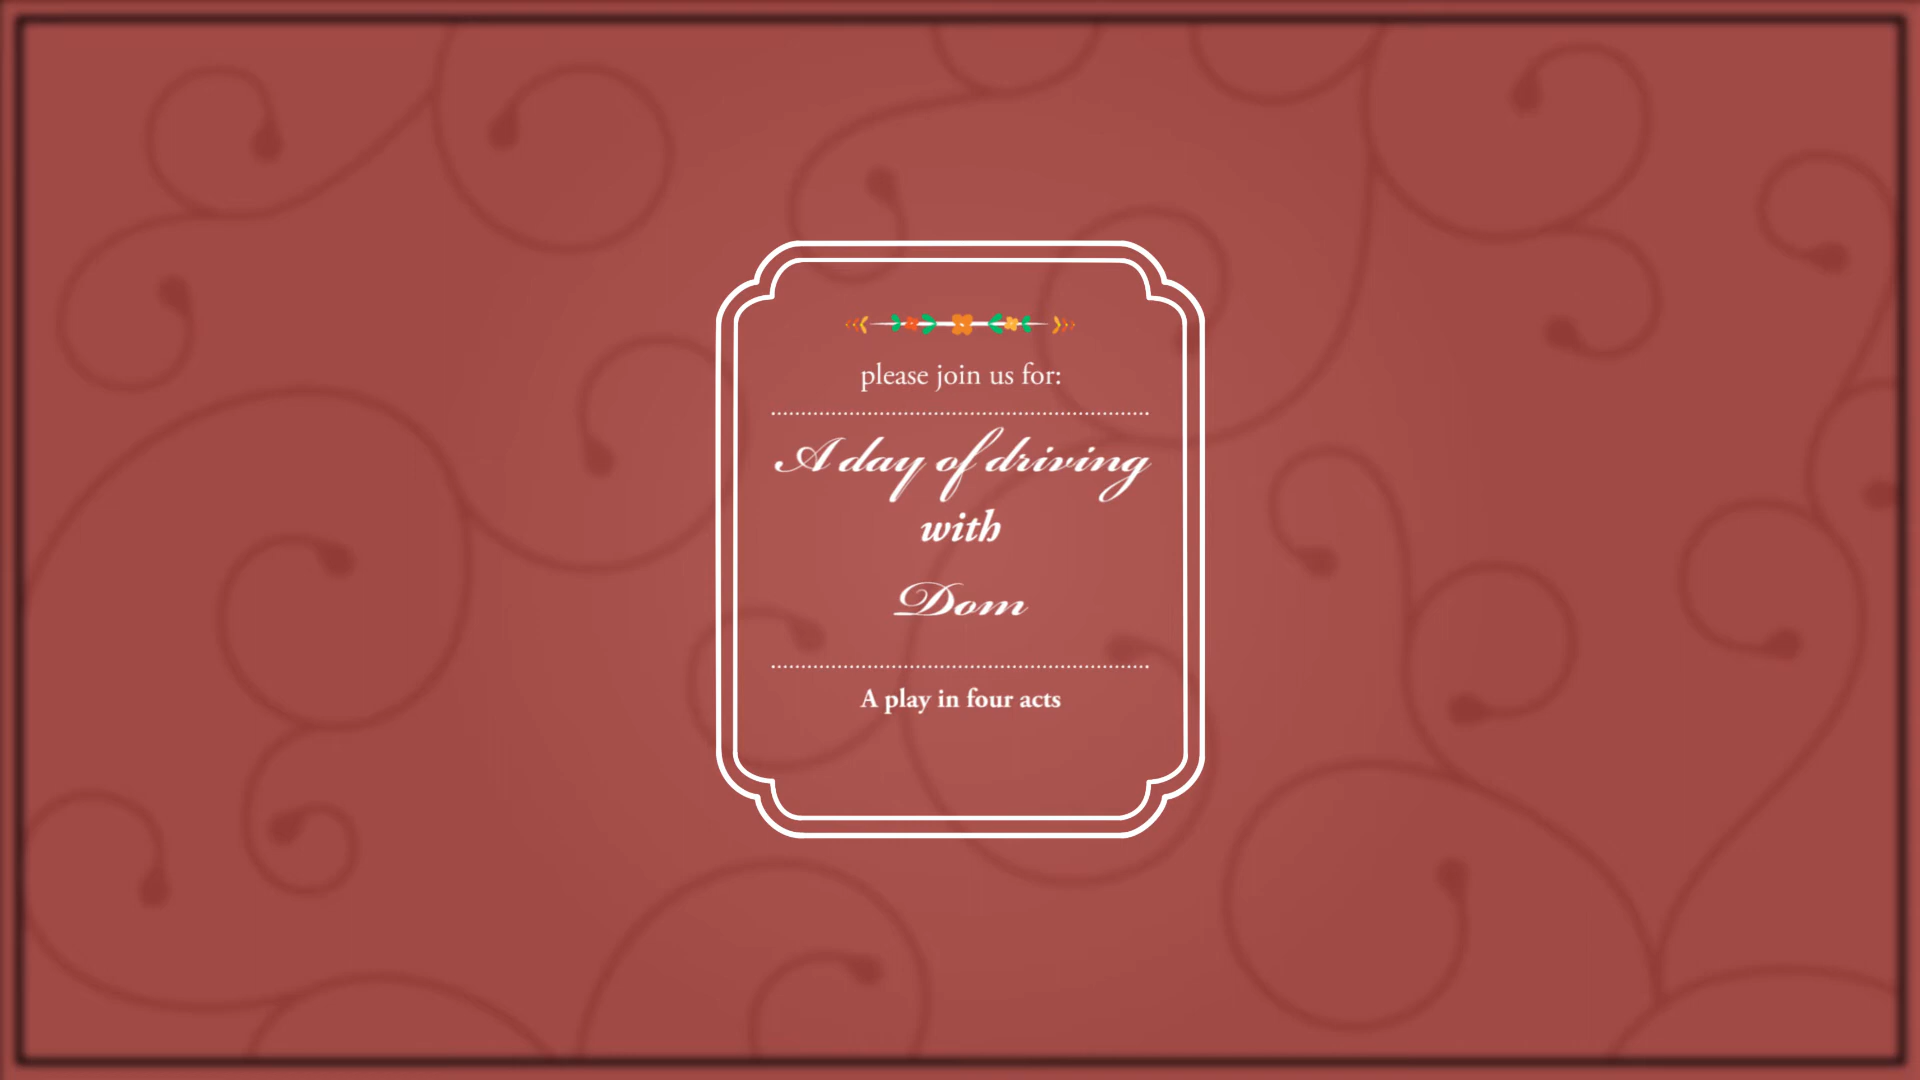 please join us for:
A day of driving
with
Dom
A play in four acts